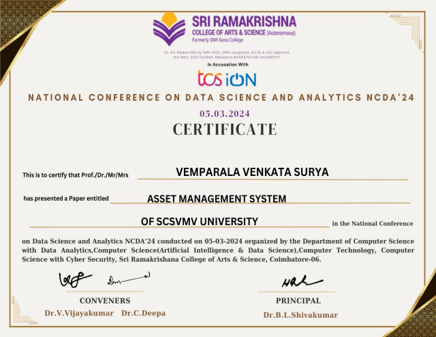 SRI RAMAKRISHNA
COLLEGE OF ARTS & SCIENCE (Autonomous)
Formerly SNR Sons College
In Accosation With
tcs iON
NATIONAL CONFERENCE ON DATA SCIENCE AND ANALYTICS NCDA'24
05.03.2024
CERTIFICATE
This is to certify that Prof./Dr./Mr/Mrs VEMPARALA VENKATA SURYA
has presented a Paper entitled ASSET MANAGEMENT SYSTEM
OF SCSVMV UNIVERSITY in the National Conference
on Data Science and Analytics NCDA'24 conducted on 05-03-2024 organized by the Department of Computer Science
with Data Analytics,Computer Science(Artificial Intelligence & Data Science),Computer Technology, Computer
Science with Cyber Security, Sri Ramakrishana College of Arts & Science, Coimbatore-06.
CONVENERS PRINCIPAL
Dr.V.Vijayakumar Dr.C.Deepa Dr.B.L.Shivakumar